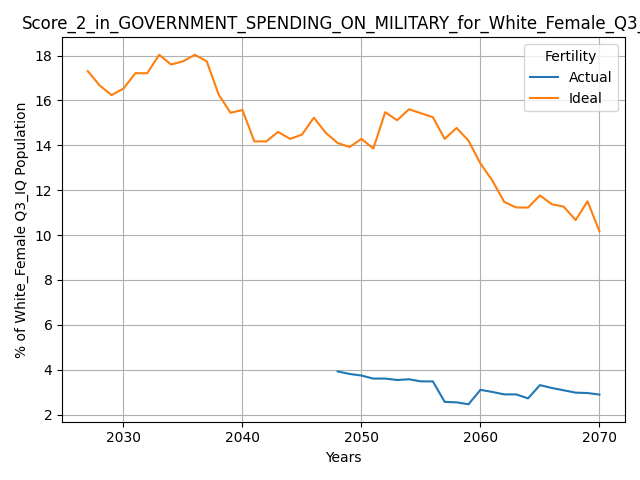 Score_2_in_GOVERNMENT_SPENDING_ON_MILITARY_for_White_Female_Q3_
Fertility
Actual
Ideal
% of White_Female Q3_IQ Population
18
16
14
12
10
8
6
4
2
2030 2040 2050 2060 2070
Years